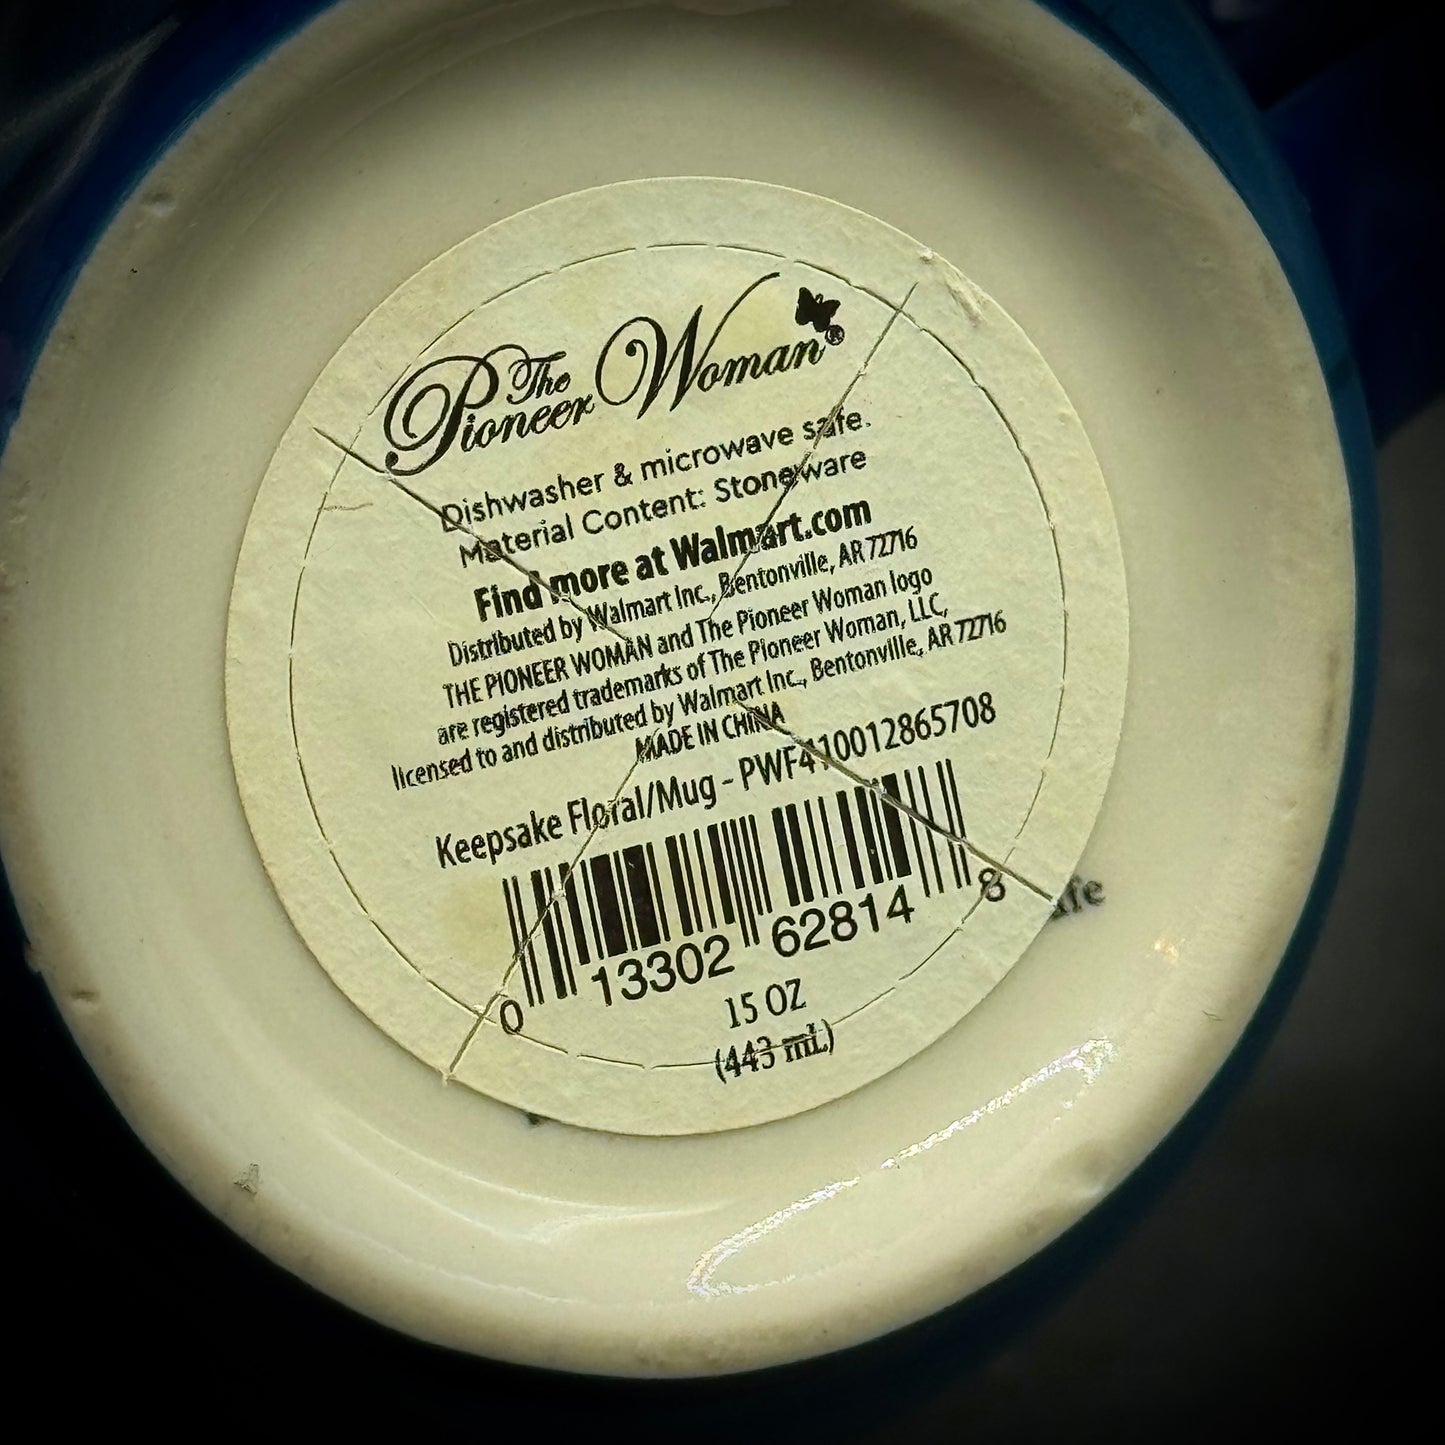 The
Pioneer Woman®
Dishwasher & microwave safe.
Material Content: Stoneware
Find more at Walmart.com
Distributed by Walmart Inc., Bentonville, AR 72716
THE PIONEER WOMAN and The Pioneer Woman logo
are registered trademarks of The Pioneer Woman, LLC,
licensed to and distributed by Walmart Inc., Bentonville, AR 72716
MADE IN CHINA
Keepsake Floral/Mug - PWF410012865708
0 13302 62814 8
15 OZ
(443 mL)